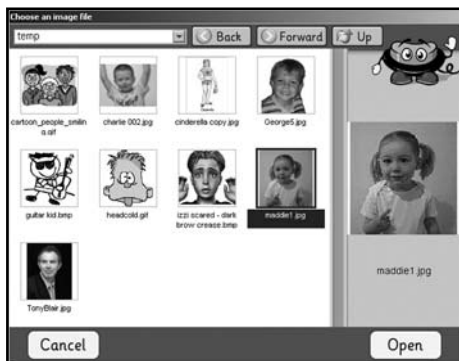 Choose an image file
temp
Back
Forward
Up
cartoon_people_smilin
a.gif
charlie 002.jpg
cinderella copy.jpg
George5.jpg
guitar kid.bmp
headcold.gif
izzi scared - dark
brow crease.bmp
maddie1.jpg
maddie1.jpg
TonyBlair.jpg
Cancel
Open